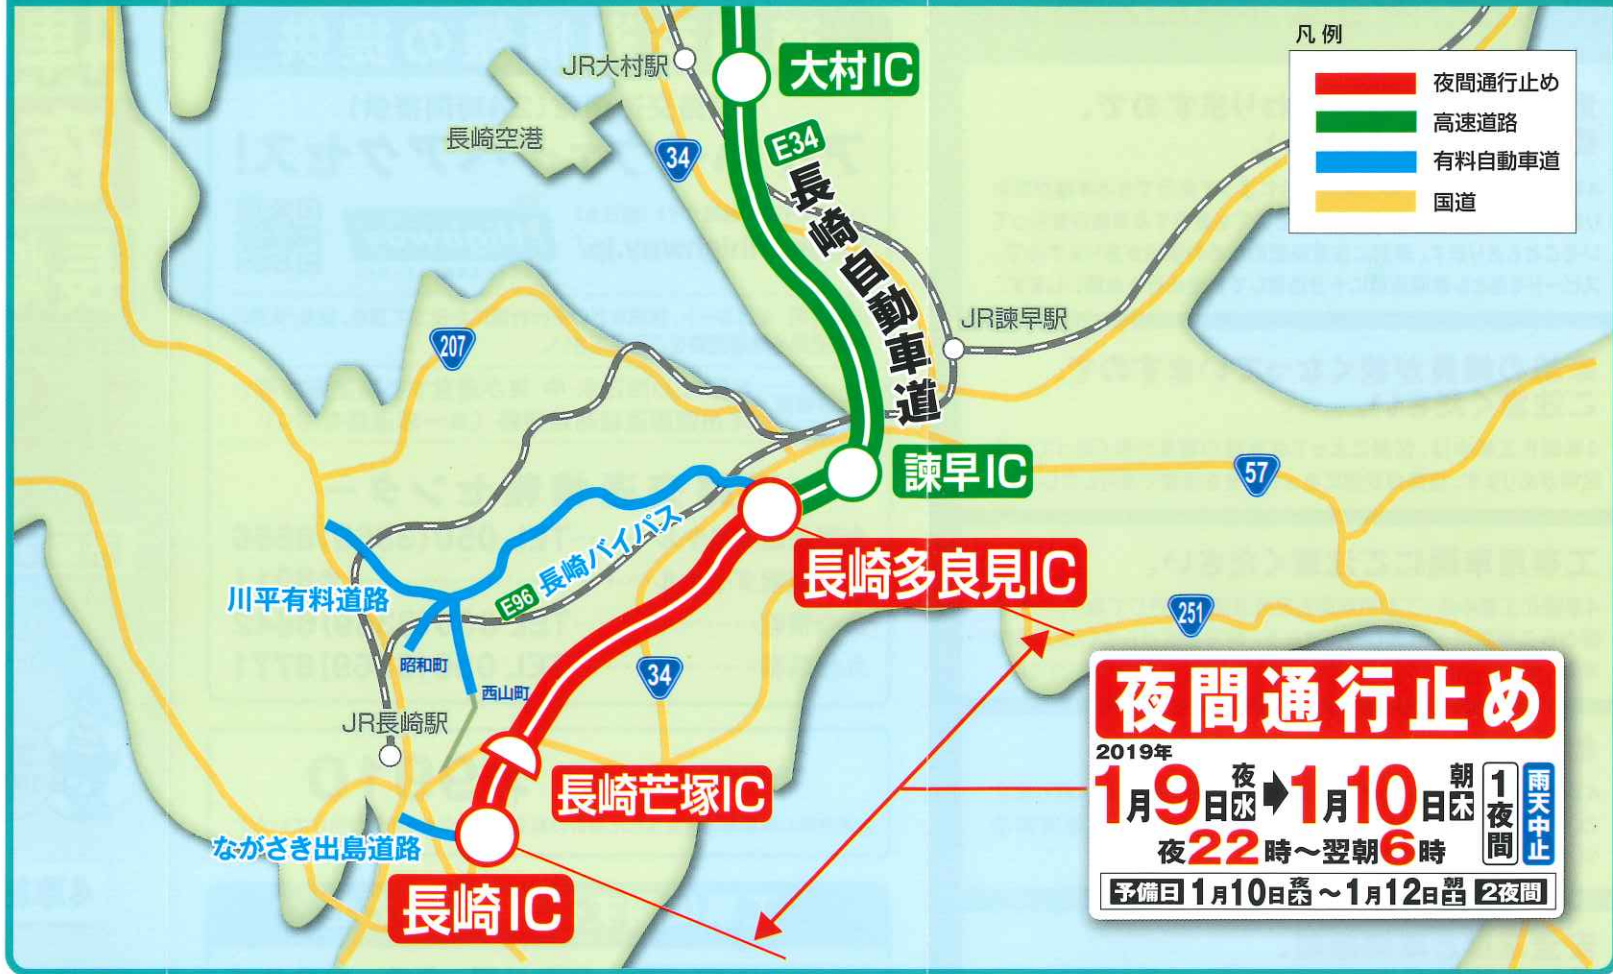 凡例
夜間通行止め
高速道路
有料自動車道
国道
JR大村駅
大村IC
長崎空港
34
E34
長崎自動車道
JR諫早駅
207
諫早IC
57
長崎多良見IC
E96 長崎バイパス
川平有料道路
251
昭和町
西山町
34
JR長崎駅
長崎芒塚IC
ながさき出島道路
長崎IC
夜間通行止め
2019年
1月9日夜水➡1月10日朝木
1夜間
雨天中止
夜22時～翌朝6時
予備日 1月10日夜木～1月12日朝土 2夜間